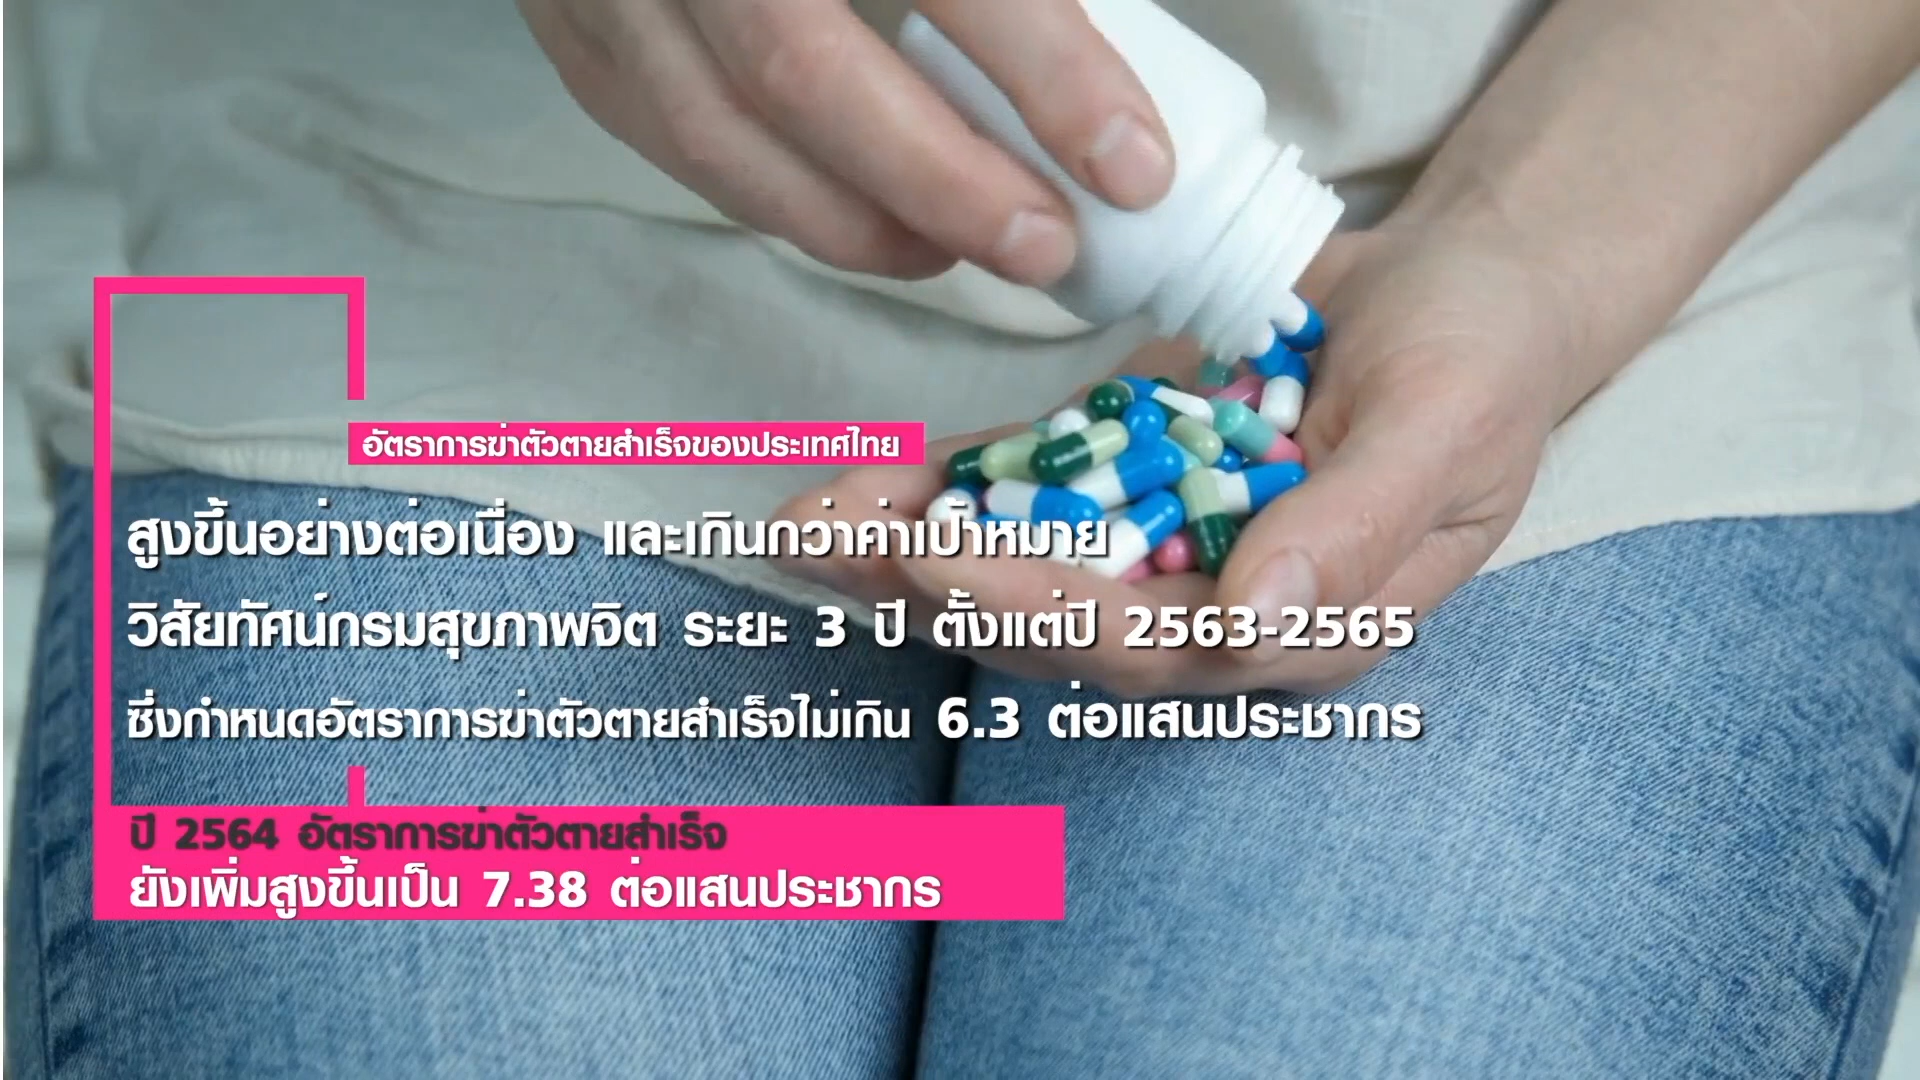 อัตราการฆ่าตัวตายสำเร็จของประเทศไทย
สูงขึ้นอย่างต่อเนื่อง และเกินกว่าค่าเป้าหมาย
วิสัยทัศน์กรมสุขภาพจิต ระยะ 3 ปี ตั้งแต่ปี 2563-2565
ซึ่งกำหนดอัตราการฆ่าตัวตายสำเร็จไม่เกิน 6.3 ต่อแสนประชากร
ปี 2564 อัตราการฆ่าตัวตายสำเร็จ
ยังเพิ่มสูงขึ้นเป็น 7.38 ต่อแสนประชากร